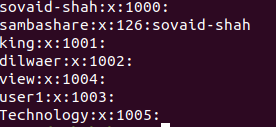 sovaid-shah:x:1000:
sambashare:x:126:sovaid-shah
king:x:1001:
dilwaer:x:1002:
view:x:1004:
user1:x:1003:
Technology:x:1005: